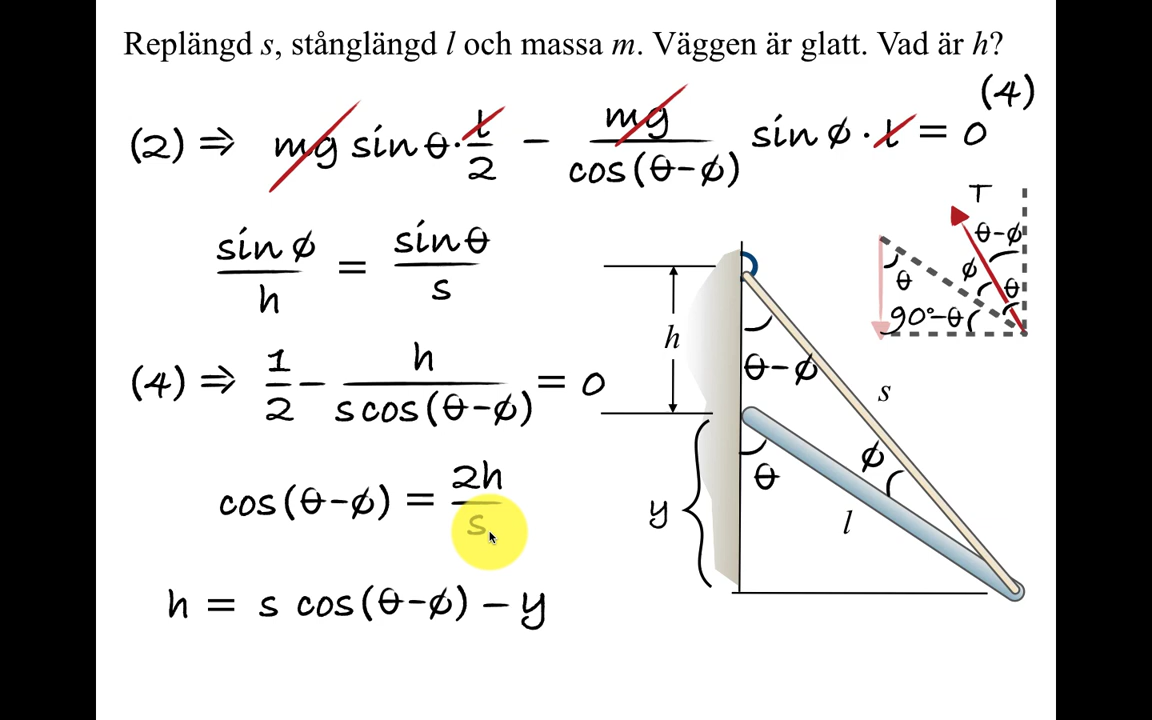 Replängd s, stånglängd l och massa m. Väggen är glatt. Vad är h?
(4)
(2) ⇒ mg sin θ · l/2 − mg/cos(θ−ϕ) sin ϕ · l = 0
sin ϕ/h = sin θ/s
(4) ⇒ 1/2 − h/s cos(θ−ϕ) = 0
cos(θ−ϕ) = 2h/s
h = s cos(θ−ϕ) − y
T
θ−ϕ
ϕ
θ
θ
90°−θ
h
θ−ϕ
s
ϕ
θ
y
l